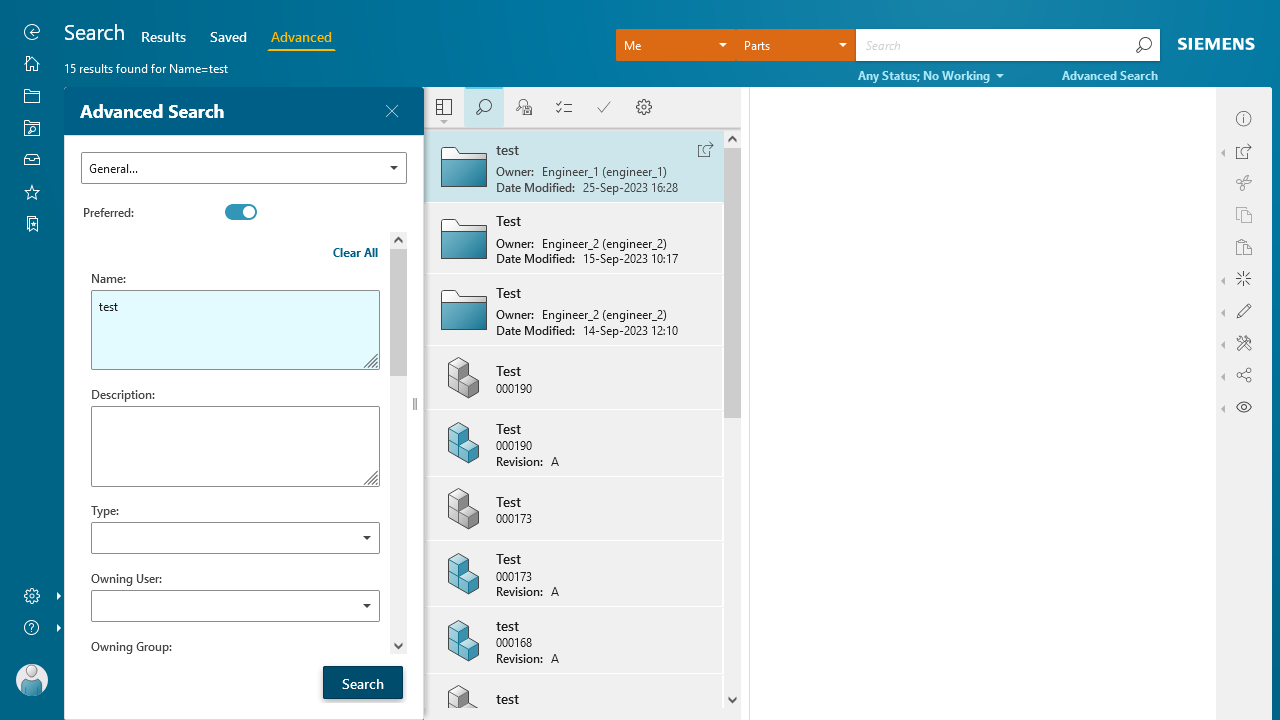 Search
Results
Saved
Advanced
15 results found for Name=test
Me
Parts
Search
SIEMENS
Any Status; No Working
Advanced Search
Advanced Search
General...
Preferred:
Clear All
Name:
test
Description:
Type:
Owning User:
Owning Group:
Search
test
Owner: Engineer_1 (engineer_1)
Date Modified: 25-Sep-2023 16:28
Test
Owner: Engineer_2 (engineer_2)
Date Modified: 15-Sep-2023 10:17
Test
Owner: Engineer_2 (engineer_2)
Date Modified: 14-Sep-2023 12:10
Test
000190
Test
000190
Revision: A
Test
000173
Test
000173
Revision: A
test
000168
Revision: A
test